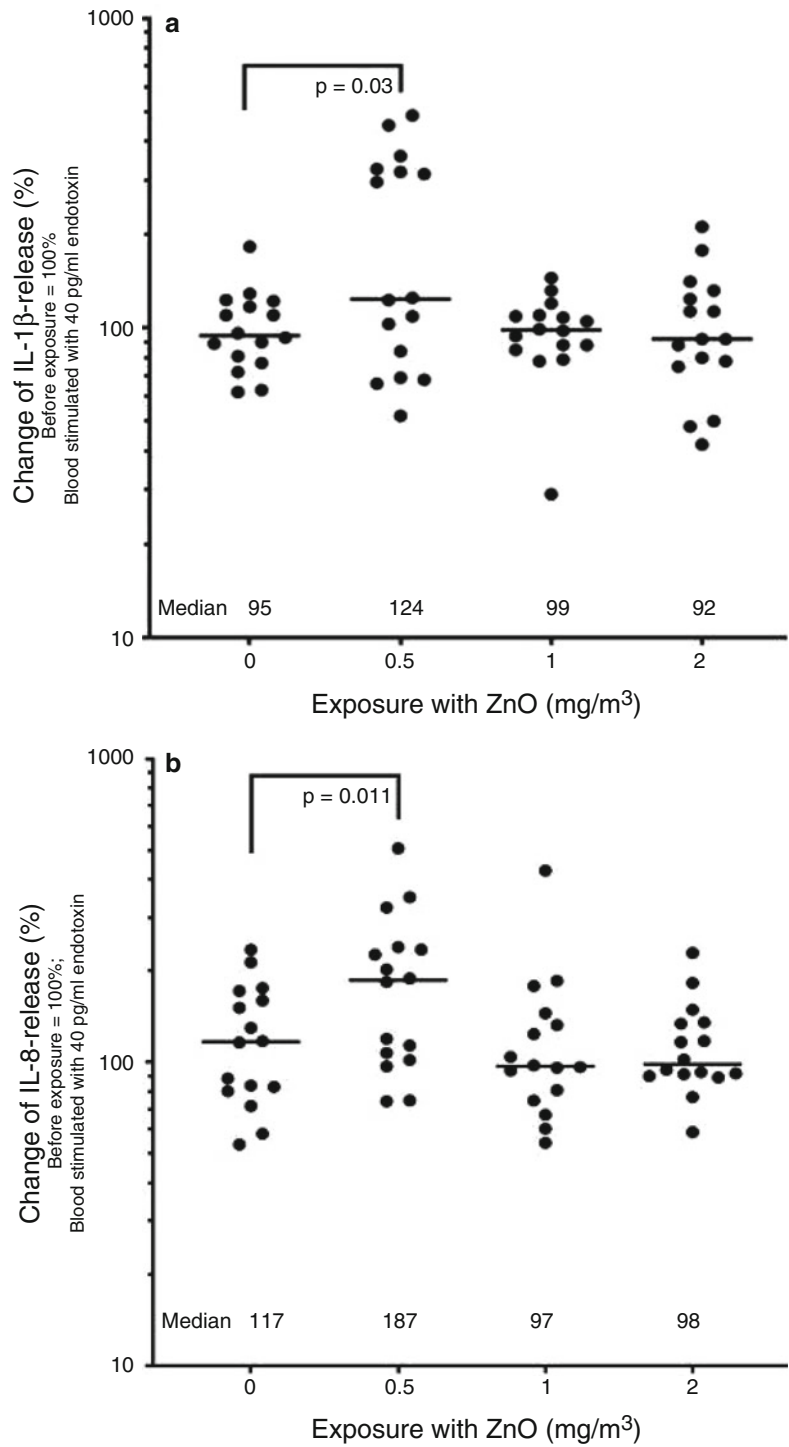 a
1000
100
10
p = 0.03
Change of IL-1β-release (%)
Before exposure = 100%
Blood stimulated with 40 pg/ml endotoxin
Median 95 124 99 92
0 0.5 1 2
Exposure with ZnO (mg/m³)
b
1000
100
10
p = 0.011
Change of IL-8-release (%)
Before exposure = 100%;
Blood stimulated with 40 pg/ml endotoxin
Median 117 187 97 98
0 0.5 1 2
Exposure with ZnO (mg/m³)